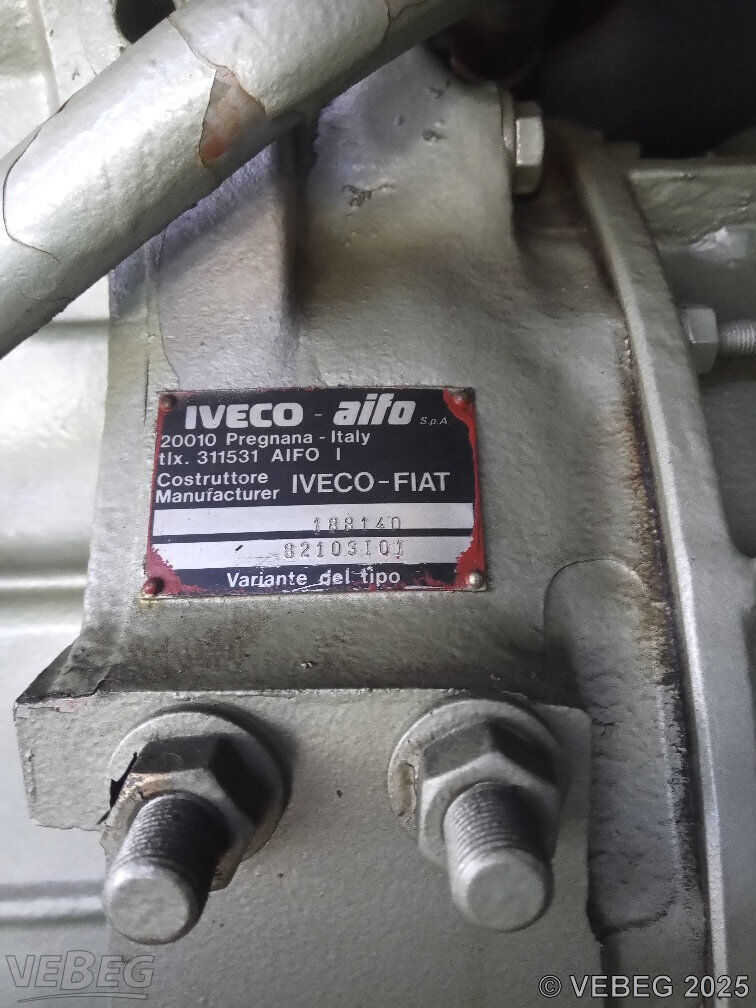 IVECO - aifo S.p.A.
20010 Pregnana - Italy
tlx. 311531 AIFO I
Costruttore
Manufacturer IVECO-FIAT
188140
8210SI01
Variante del tipo
VEBEG
© VEBEG 2025